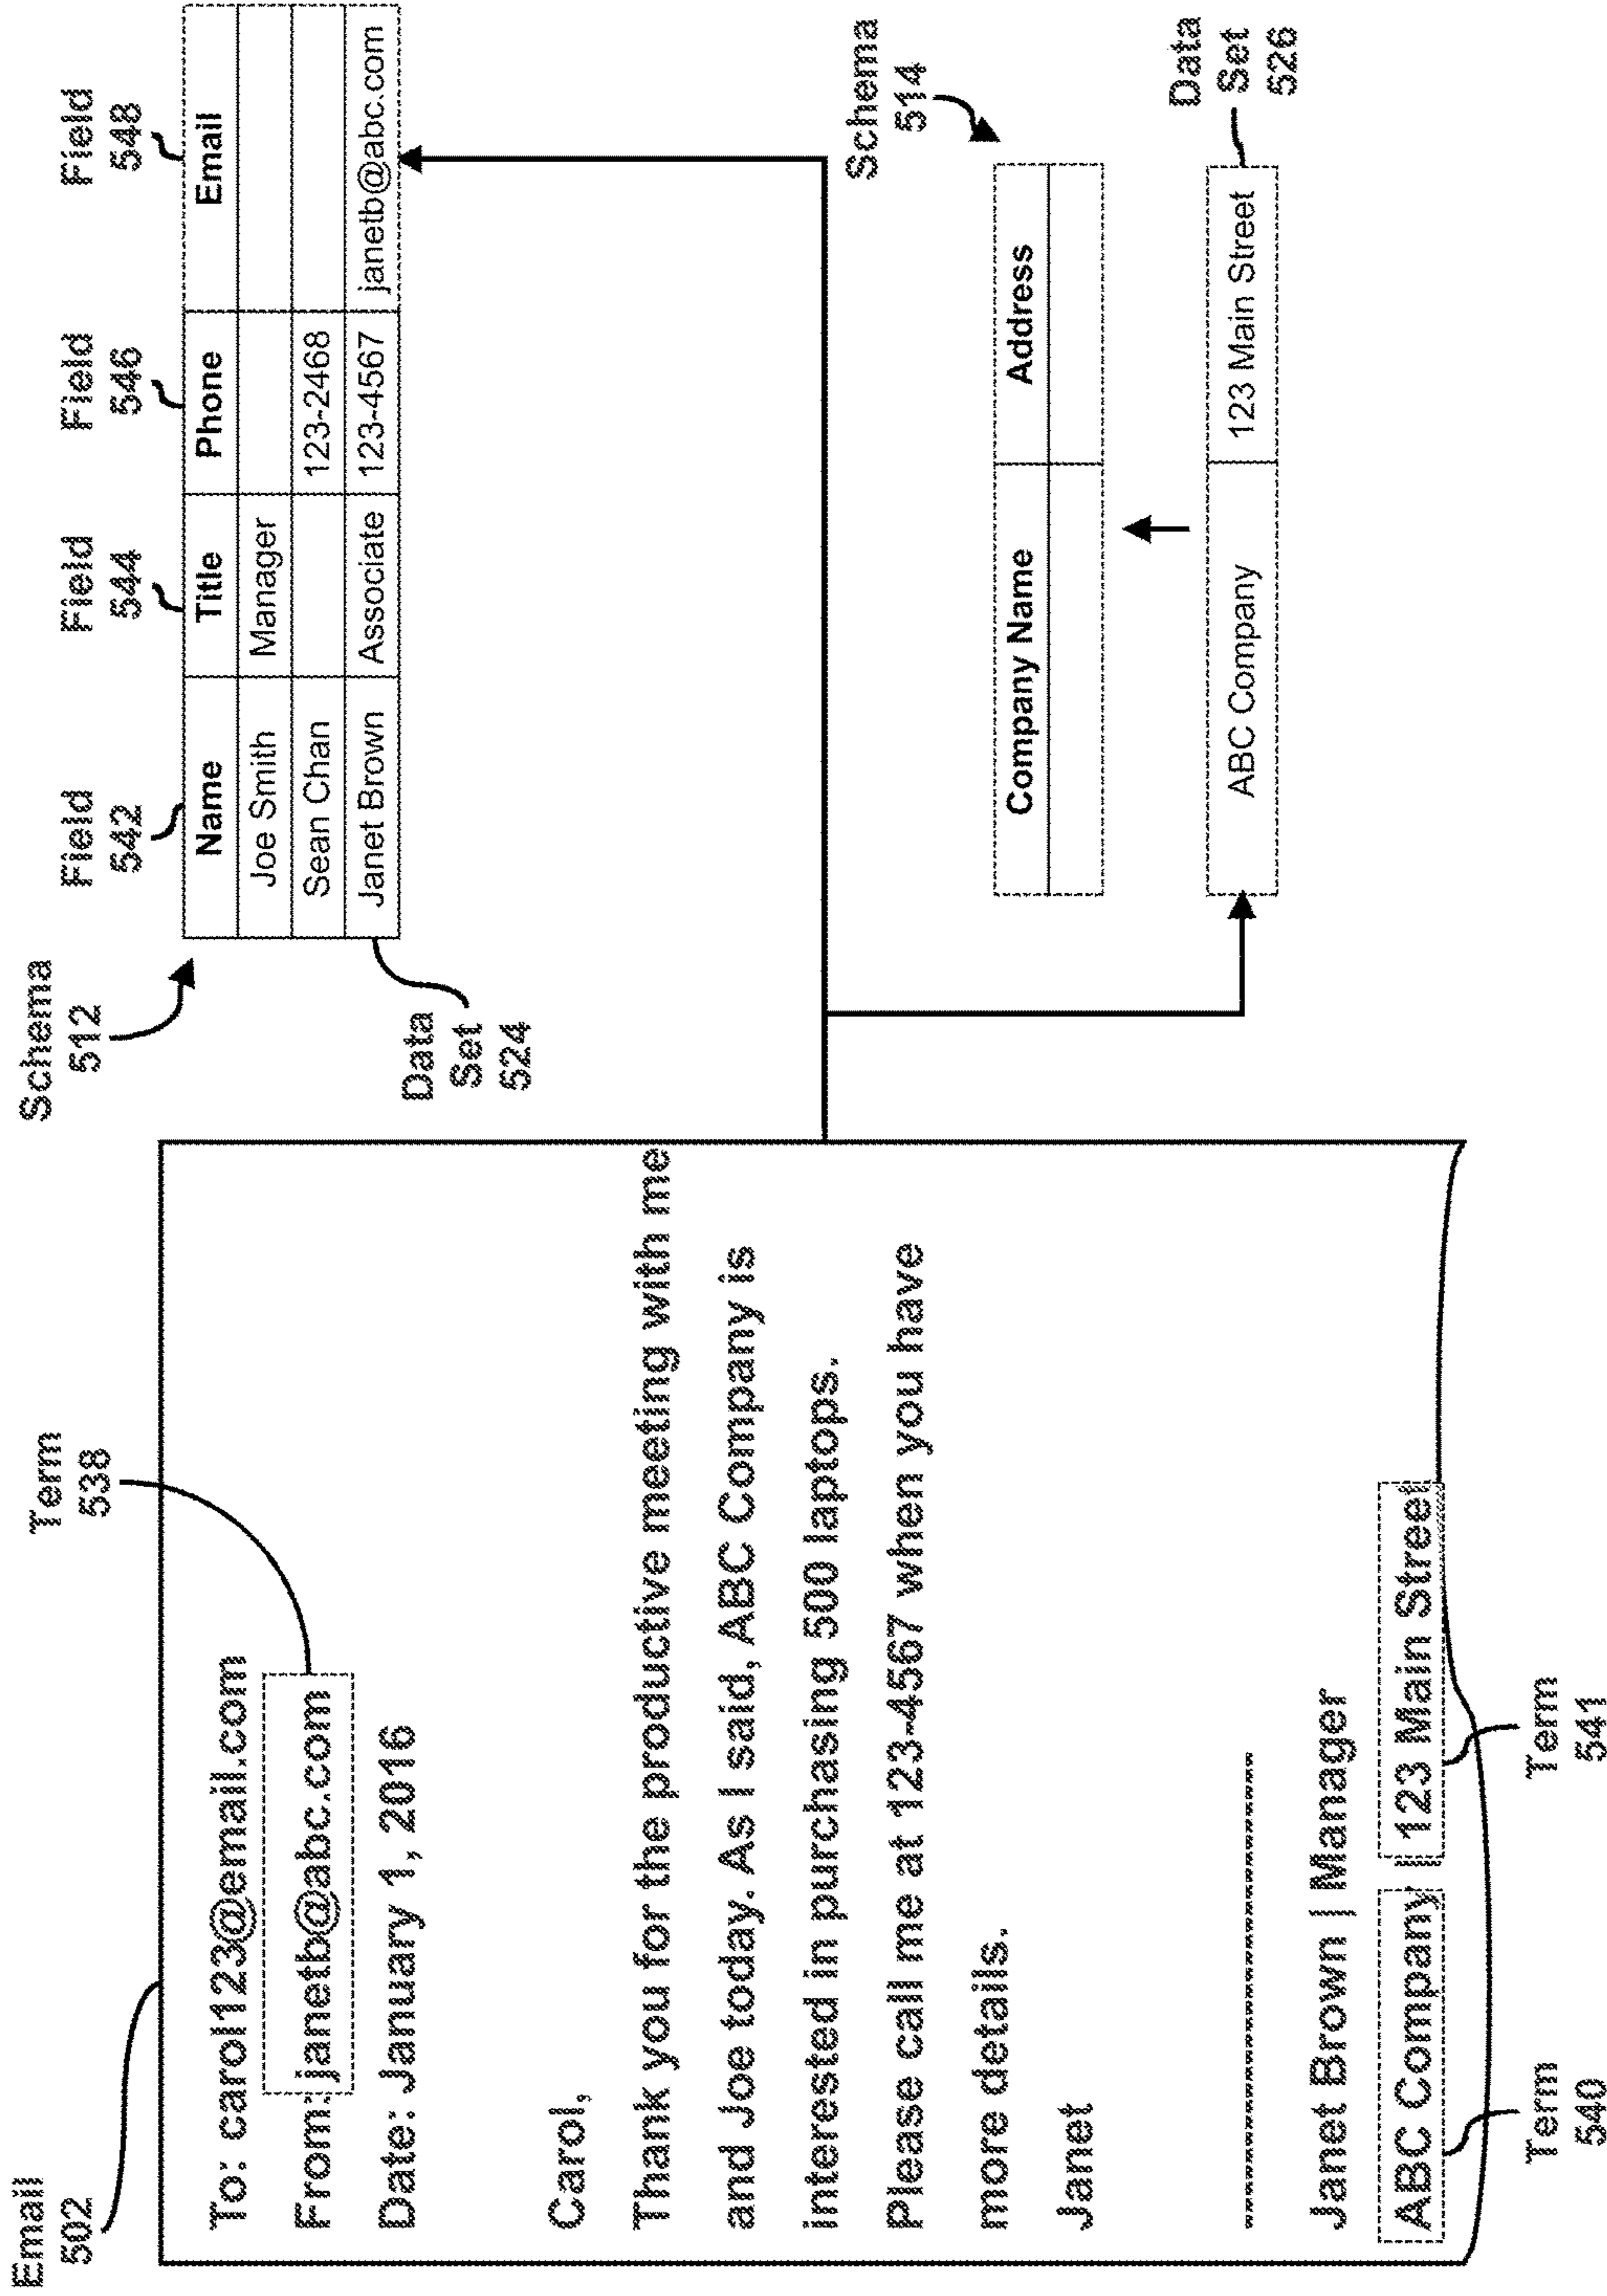 Email
502
Term
538
To: carol123@email.com
From: janetb@abc.com
Date: January 1, 2016
Carol,
Thank you for the productive meeting with me
and Joe today. As I said, ABC Company is
interested in purchasing 500 laptops.
Please call me at 123-4567 when you have
more details.
Janet
--------------------------------------------
Janet Brown | Manager
ABC Company | 123 Main Street
Term
540
Term
541
Schema
512
Field
542
Field
544
Field
546
Field
548
Name Title Phone Email
Joe Smith Manager
Sean Chan 123-2468
Janet Brown Associate 123-4567 janetb@abc.com
Data
Set
524
Schema
514
Company Name Address
ABC Company 123 Main Street
Data
Set
526